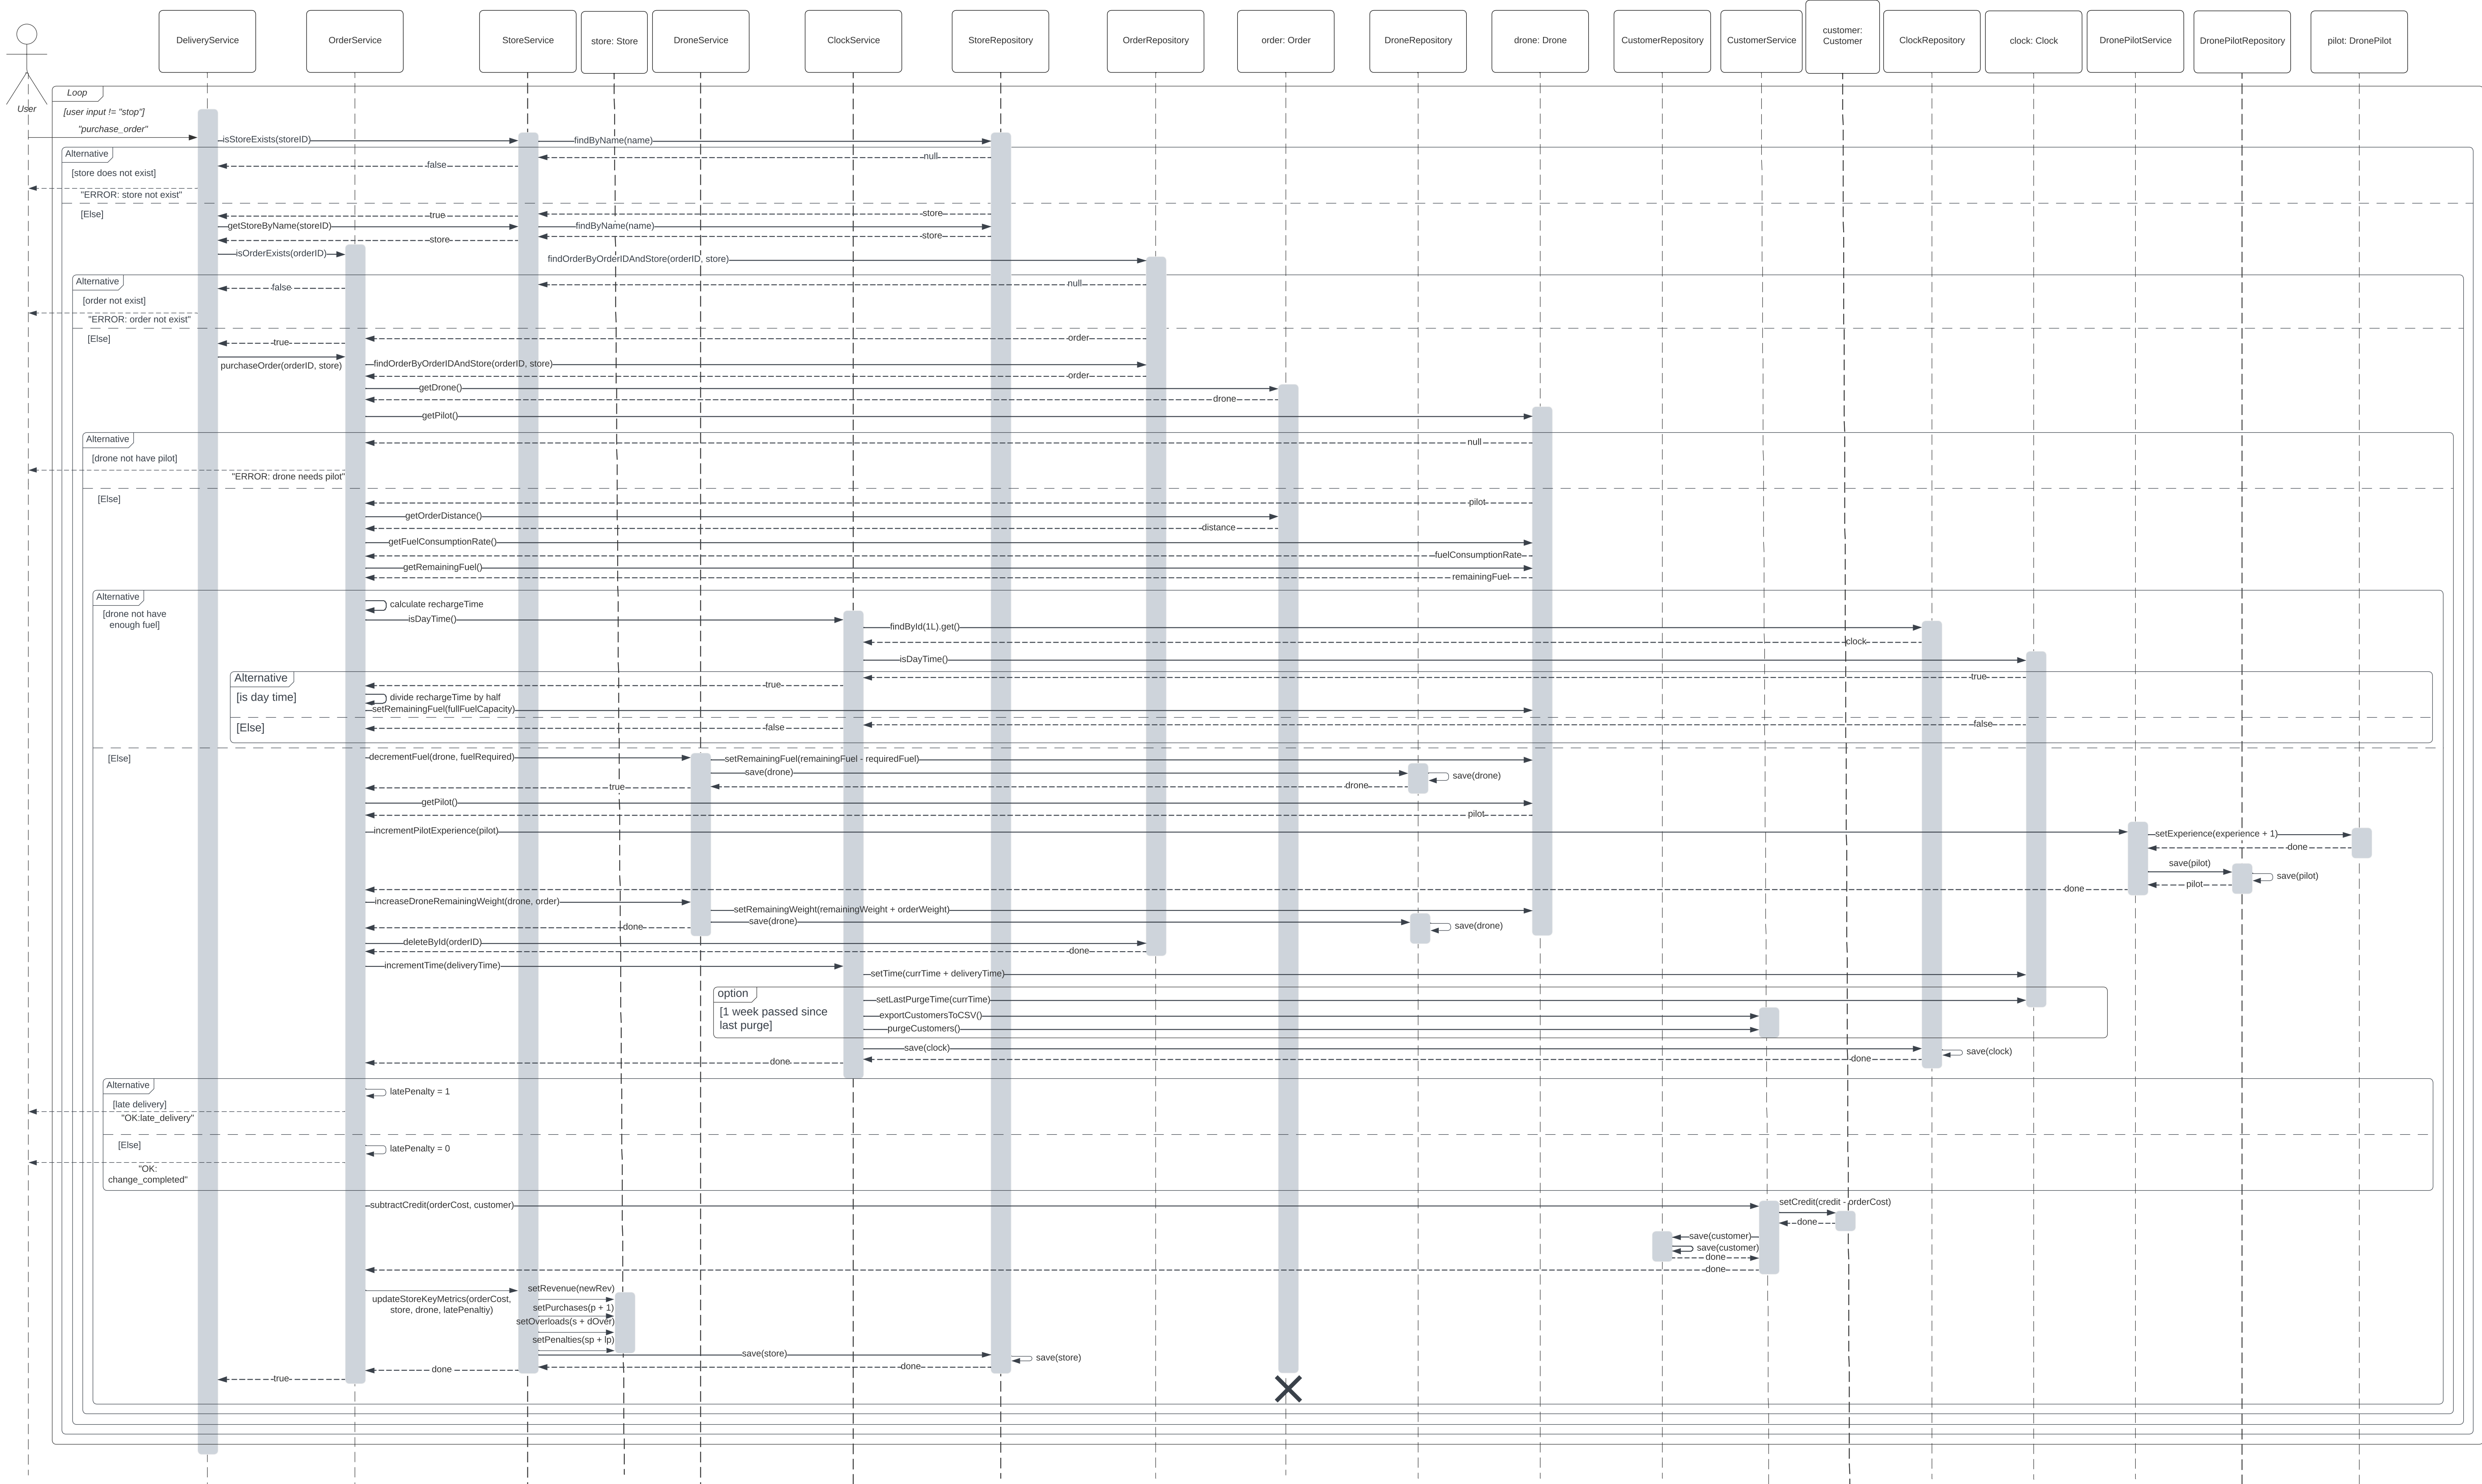 DeliveryService
OrderService
StoreService
store: Store
DroneService
ClockService
StoreRepository
OrderRepository
order: Order
DroneRepository
drone: Drone
CustomerRepository
CustomerService
customer:
Customer
ClockRepository
clock: Clock
DronePilotService
DronePilotRepository
pilot: DronePilot
User
Loop
[user input != "stop"]
"purchase_order"
isStoreExists(storeID)
findByName(name)
Alternative
null
false
[store does not exist]
"ERROR: store not exist"
[Else]
true
store
getStoreByName(storeID)
findByName(name)
store
store
isOrderExists(orderID)
findOrderByOrderIDAndStore(orderID, store)
Alternative
false
null
[order not exist]
"ERROR: order not exist"
[Else]
true
order
purchaseOrder(orderID, store)
findOrderByOrderIDAndStore(orderID, store)
order
getDrone()
drone
getPilot()
Alternative
null
[drone not have pilot]
"ERROR: drone needs pilot"
[Else]
pilot
getOrderDistance()
distance
getFuelConsumptionRate()
fuelConsumptionRate
getRemainingFuel()
remainingFuel
Alternative
[drone not have
enough fuel]
calculate rechargeTime
isDayTime()
findById(1L).get()
clock
isDayTime()
Alternative
true
true
[is day time]
divide rechargeTime by half
setRemainingFuel(fullFuelCapacity)
[Else]
false
false
[Else]
decrementFuel(drone, fuelRequired)
setRemainingFuel(remainingFuel - requiredFuel)
save(drone)
save(drone)
true
drone
getPilot()
pilot
incrementPilotExperience(pilot)
setExperience(experience + 1)
done
save(pilot)
save(pilot)
pilot
done
increaseDroneRemainingWeight(drone, order)
setRemainingWeight(remainingWeight + orderWeight)
save(drone)
save(drone)
done
deleteById(orderID)
done
incrementTime(deliveryTime)
setTime(currTime + deliveryTime)
option
[1 week passed since
last purge]
setLastPurgeTime(currTime)
exportCustomersToCSV()
purgeCustomers()
save(clock)
save(clock)
done
done
Alternative
latePenalty = 1
[late delivery]
"OK:late_delivery"
[Else]
latePenalty = 0
"OK:
change_completed"
subtractCredit(orderCost, customer)
setCredit(credit - orderCost)
done
save(customer)
save(customer)
done
done
updateStoreKeyMetrics(orderCost,
store, drone, latePenaltiy)
setRevenue(newRev)
setPurchases(p + 1)
setOverloads(s + dOver)
setPenalties(sp + lp)
save(store)
save(store)
done
done
true